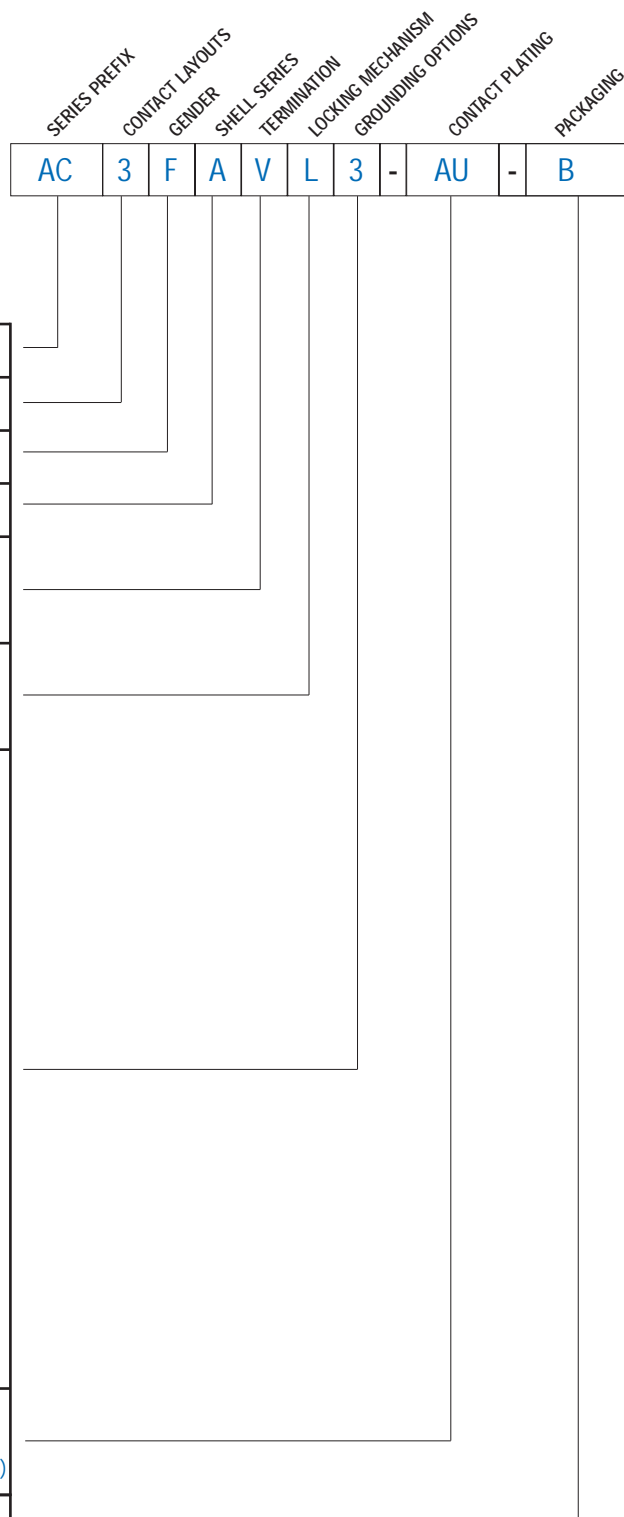 SERIES PREFIX
CONTACT LAYOUTS
GENDER
SHELL SERIES
TERMINATION
LOCKING MECHANISM
GROUNDING OPTIONS
CONTACT PLATING
PACKAGING
AC 3 F A V L 3 - AU - B
)